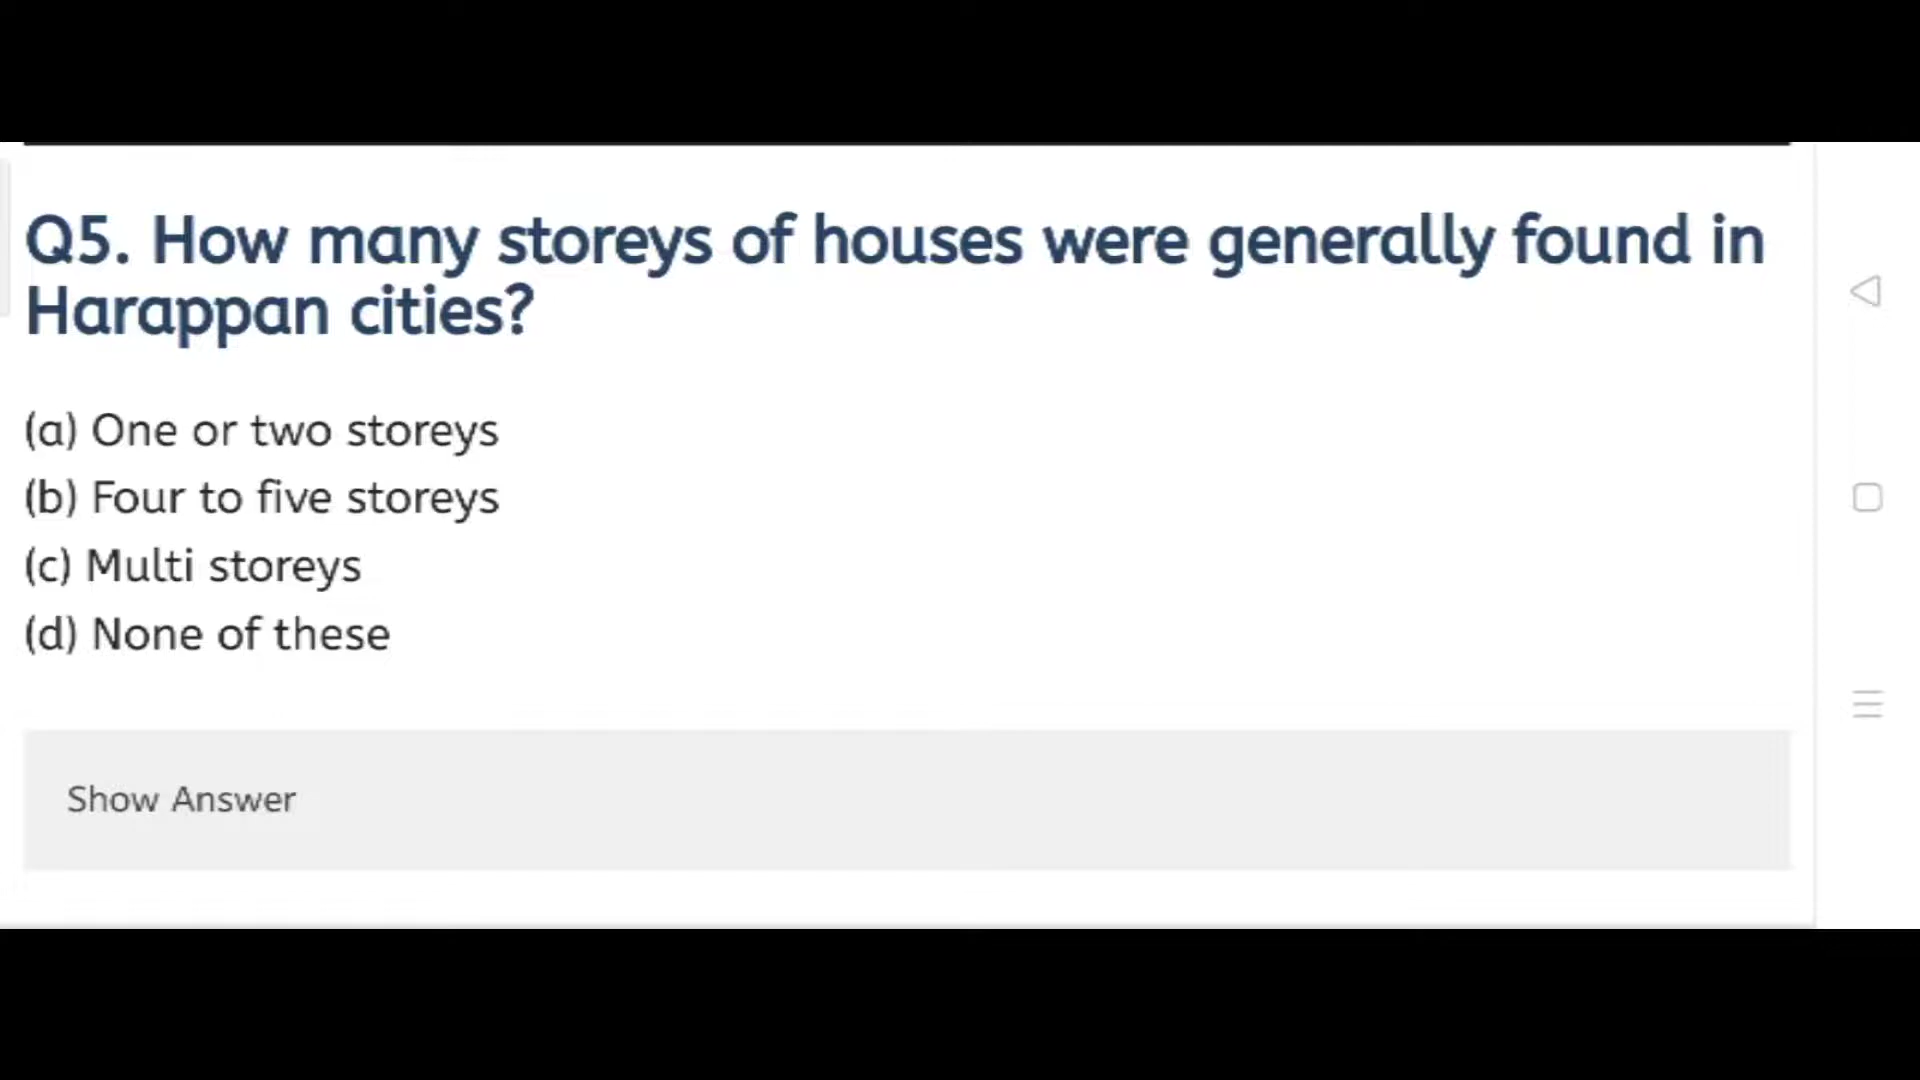 Q5. How many storeys of houses were generally found in
Harappan cities?
(a) One or two storeys
(b) Four to five storeys
(c) Multi storeys
(d) None of these
Show Answer